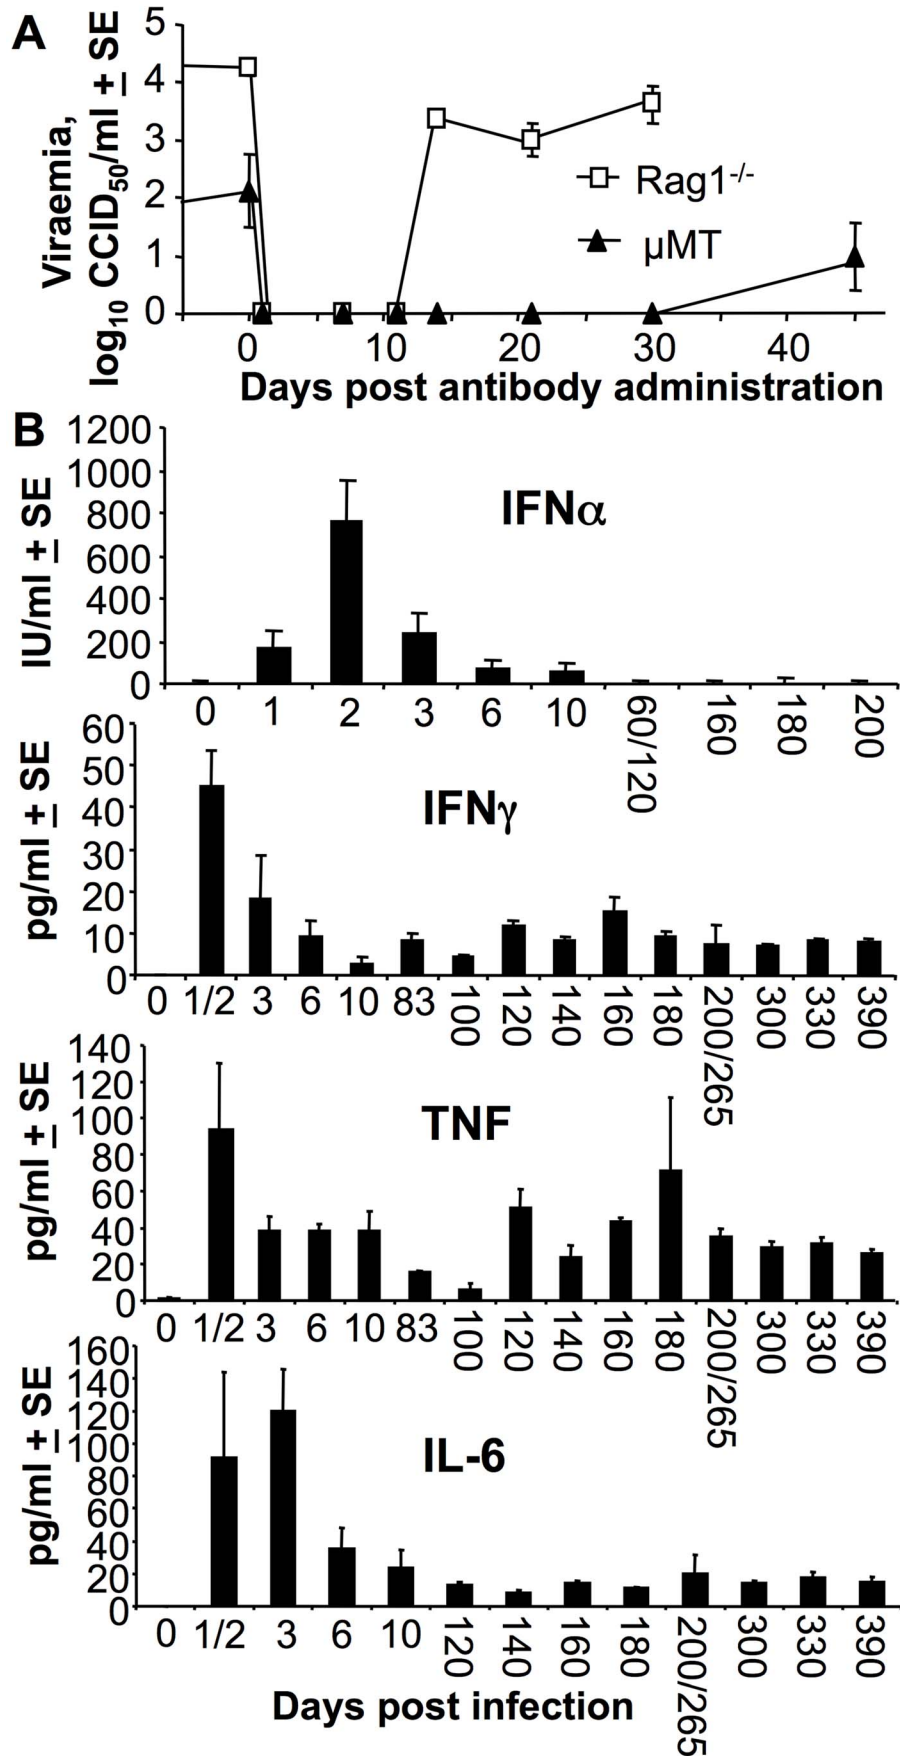 A
Viraemia,
log10 CCID50/ml ± SE
5
4
3
2
1
0
Rag1-/-
µMT
0 10 20 30 40
Days post antibody administration
B
IU/ml ± SE
1200
1000
800
600
400
200
0
IFNα
0 1 2 3 6 10 60/120 160 180 200
pg/ml ± SE
60
50
40
30
20
10
0
IFNγ
0 1/2 3 6 10 83 100 120 140 160 180 200/265 300 330 390
pg/ml ± SE
140
120
100
80
60
40
20
0
TNF
0 1/2 3 6 10 83 100 120 140 160 180 200/265 300 330 390
pg/ml ± SE
160
140
120
100
80
60
40
20
0
IL-6
0 1/2 3 6 10 120 140 160 180 200/265 300 330 390
Days post infection